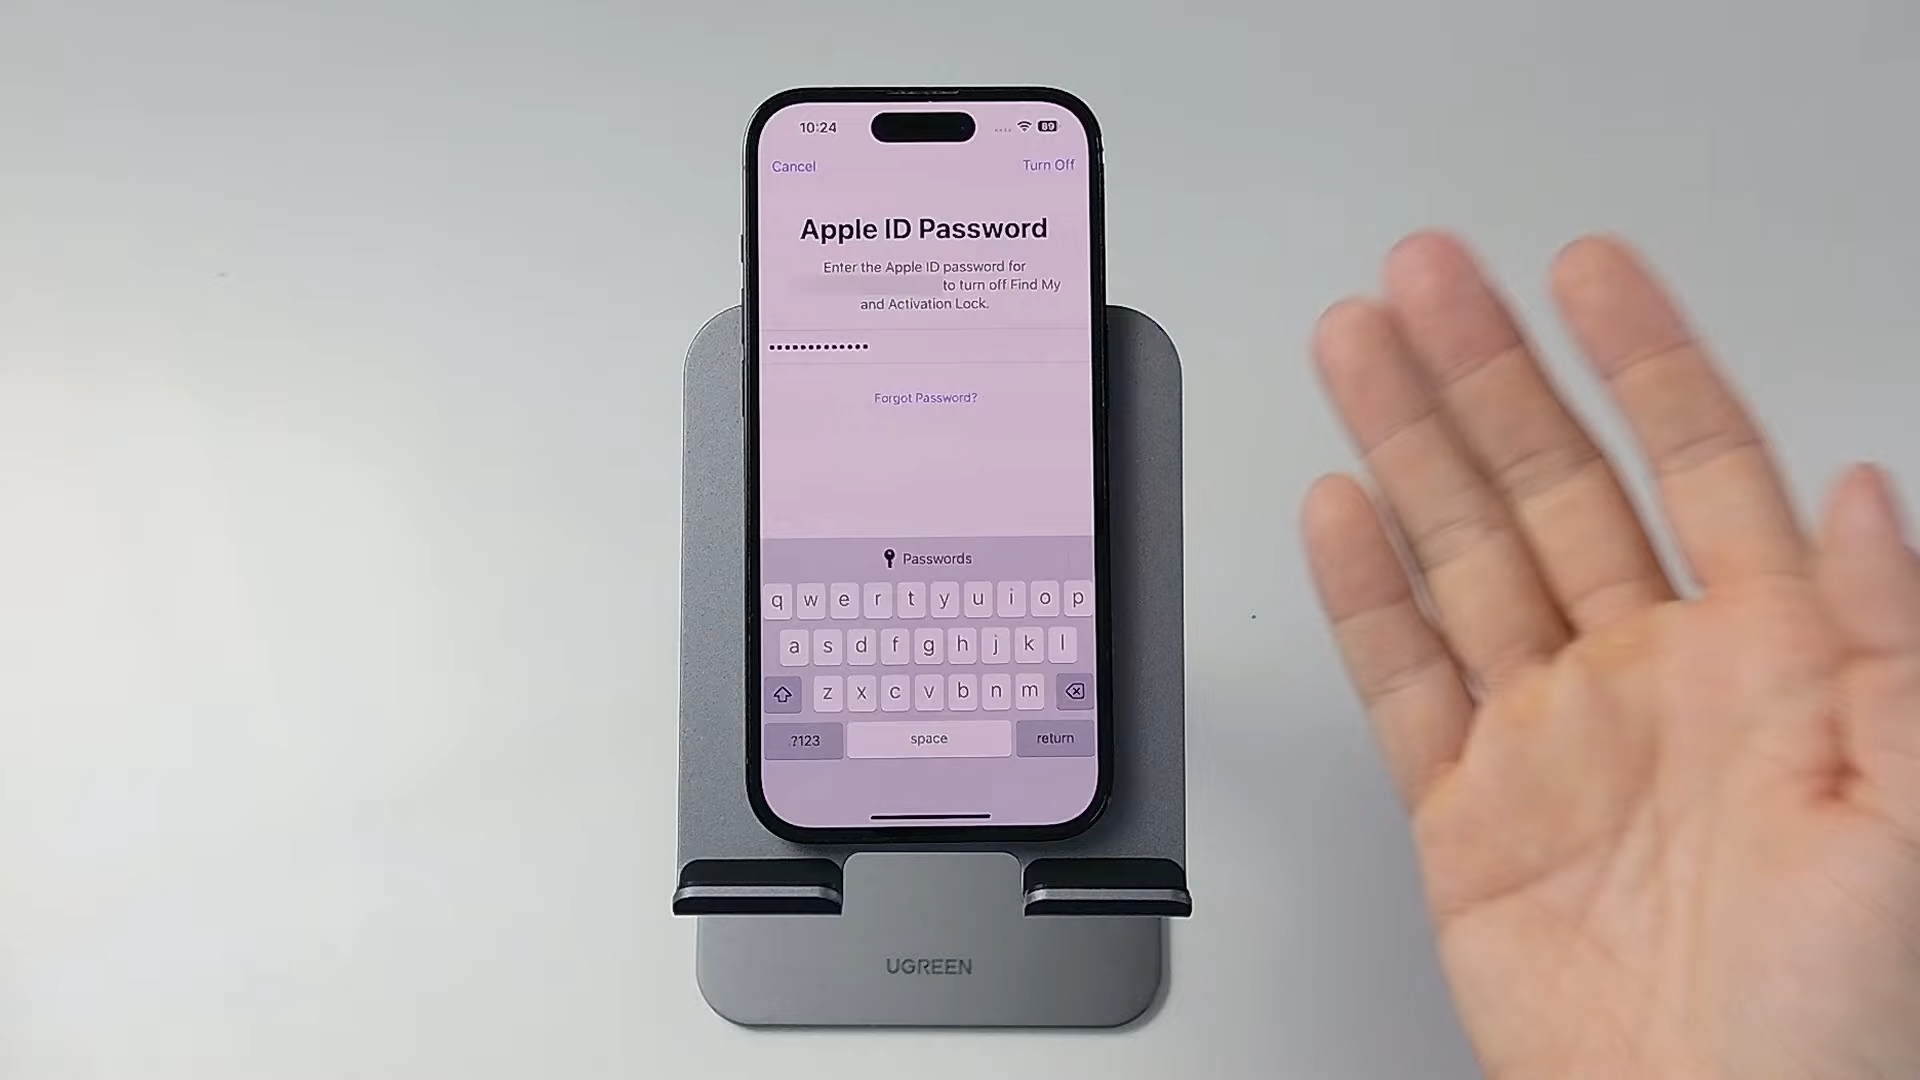 10:24
89
Cancel
Turn Off
Apple ID Password
Enter the Apple ID password for
to turn off Find My
and Activation Lock.
Forgot Password?
Passwords
q w e r t y u i o p
a s d f g h j k l
z x c v b n m
.?123 space return
UGREEN